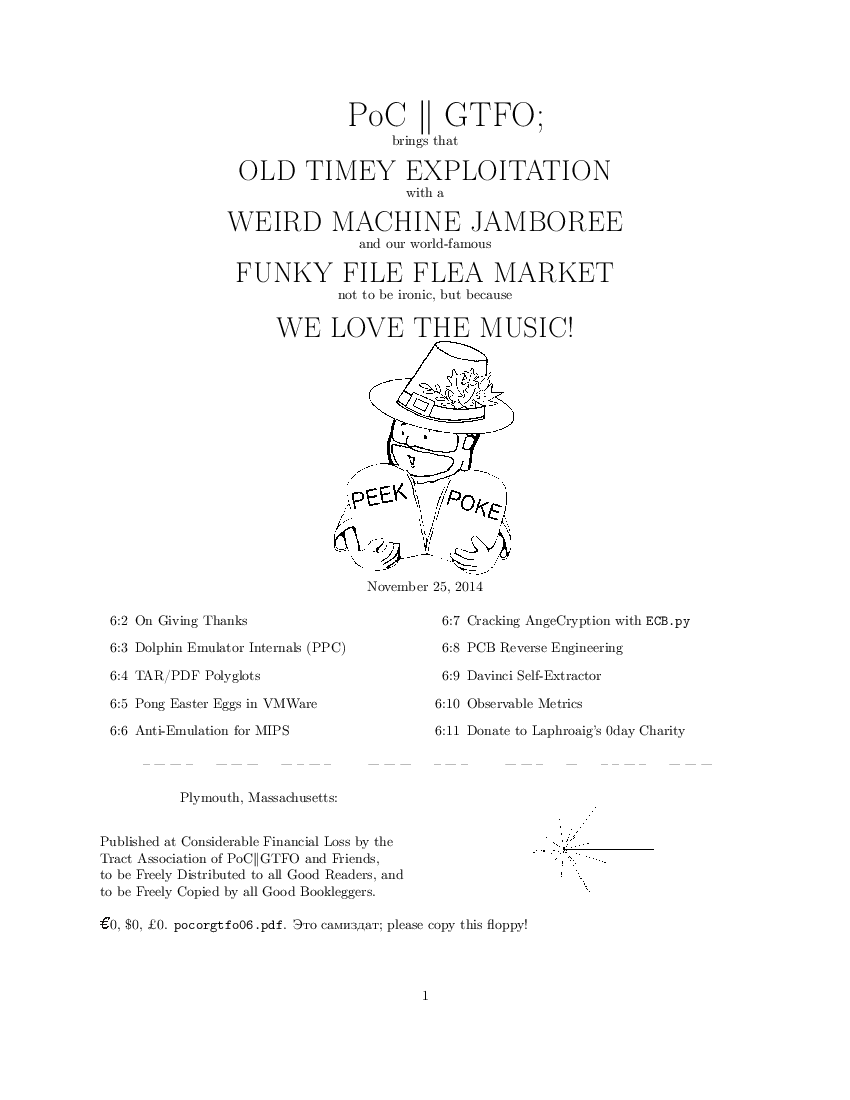 PoC ‖ GTFO;
brings that
OLD TIMEY EXPLOITATION
with a
WEIRD MACHINE JAMBOREE
and our world-famous
FUNKY FILE FLEA MARKET
not to be ironic, but because
WE LOVE THE MUSIC!
PEEK POKE
November 25, 2014
6:2 On Giving Thanks
6:3 Dolphin Emulator Internals (PPC)
6:4 TAR/PDF Polyglots
6:5 Pong Easter Eggs in VMWare
6:6 Anti-Emulation for MIPS
6:7 Cracking AngeCryption with ECB.py
6:8 PCB Reverse Engineering
6:9 Davinci Self-Extractor
6:10 Observable Metrics
6:11 Donate to Laphroaig's 0day Charity
Plymouth, Massachusetts:
Published at Considerable Financial Loss by the
Tract Association of PoC‖GTFO and Friends,
to be Freely Distributed to all Good Readers, and
to be Freely Copied by all Good Bookleggers.
€0, $0, £0. pocorgtfo06.pdf. Это самиздат; please copy this floppy!
1